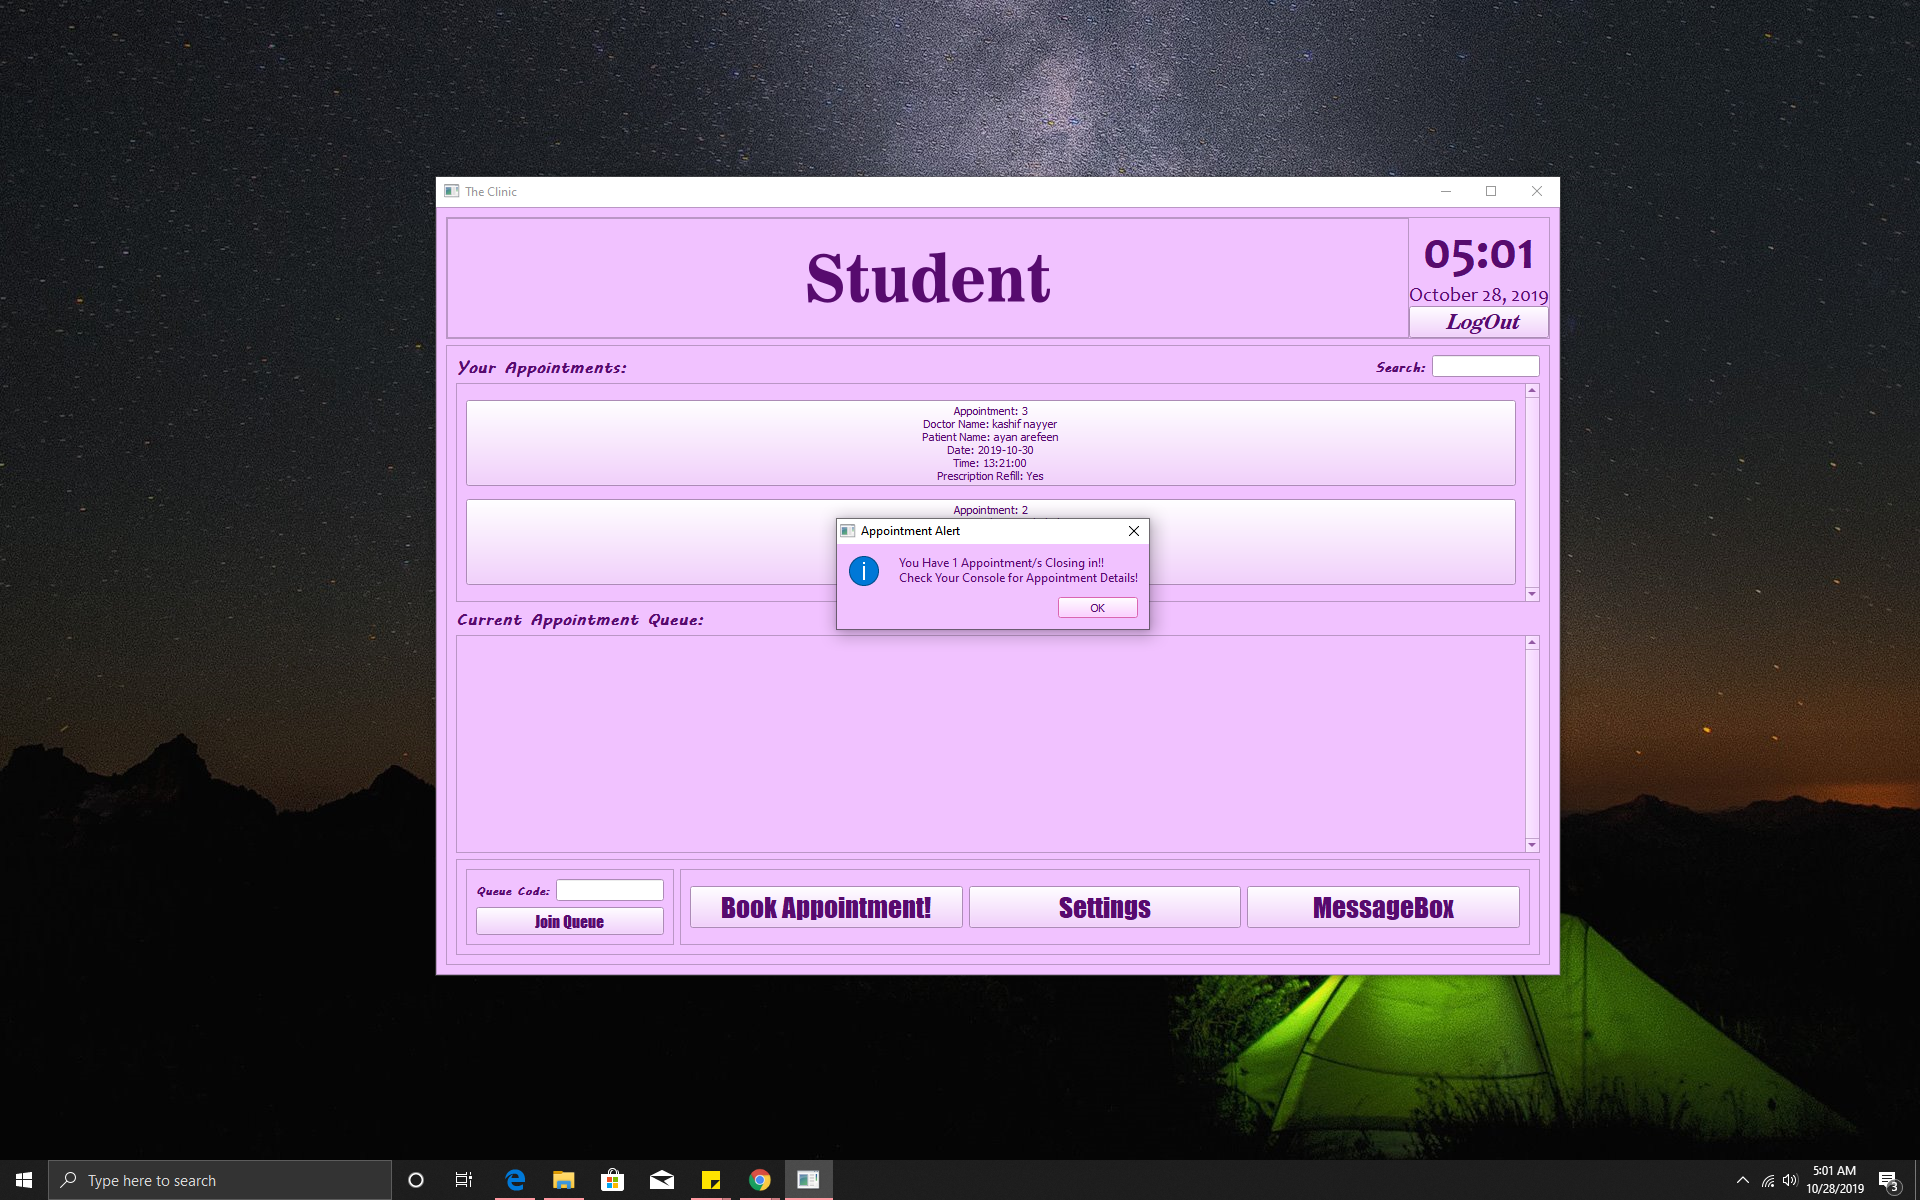 The Clinic
Student
05:01
October 28, 2019
LogOut
Your Appointments:
Search:
Appointment: 3
Doctor Name: kashif nayyer
Patient Name: ayan arefeen
Date: 2019-10-30
Time: 13:21:00
Prescription Refill: Yes
Appointment: 2
Appointment Alert
You Have 1 Appointment/s Closing in!!
Check Your Console for Appointment Details!
OK
Current Appointment Queue:
Queue Code:
Join Queue
Book Appointment!
Settings
MessageBox
Type here to search
5:01 AM
10/28/2019
3